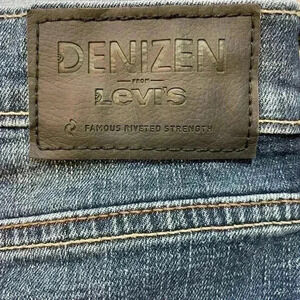 DENIZEN
FROM
Levi's
FAMOUS RIVETED STRENGTH